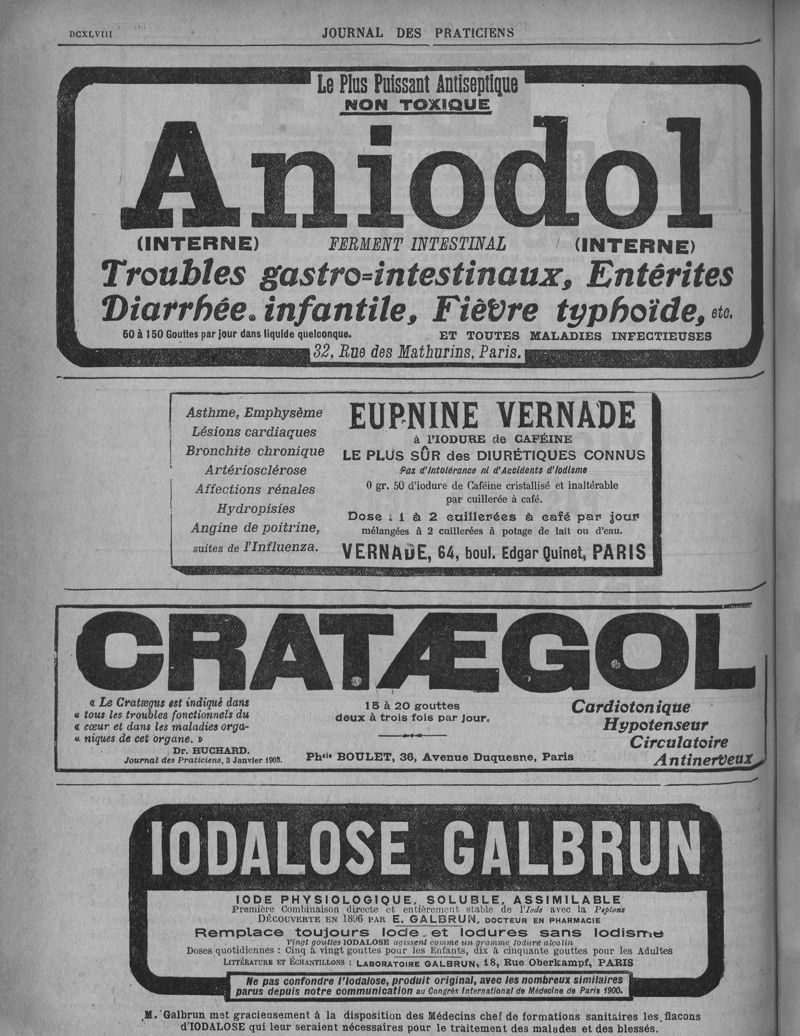 DCXLVIII
JOURNAL DES PRATICIENS
Le Plus Puissant Antiseptique
NON TOXIQUE
Aniodol
(INTERNE) FERMENT INTESTINAL (INTERNE)
Troubles gastro=intestinaux, Entérites
Diarrhée. infantile, Fièvre typhoïde, etc.
50 à 150 Gouttes par jour dans liquide quelconque. ET TOUTES MALADIES INFECTIEUSES
32, Rue des Mathurins, Paris.
Asthme, Emphysème
Lésions cardiaques
Bronchite chronique
Artériosclérose
Affections rénales
Hydropisies
Angine de poitrine,
suites de l'Influenza.
EUPNINE VERNADE
à l'IODURE de CAFÉINE
LE PLUS SÛR des DIURÉTIQUES CONNUS
Pas d'Intolérance ni d'Accidents d'Iodisme
0 gr. 50 d'iodure de Caféine cristallisé et inaltérable
par cuillerée à café.
Dose : 1 à 2 cuillerées à café par jour
mélangées à 2 cuillerées à potage de lait ou d'eau.
VERNADE, 64, boul. Edgar Quinet, PARIS
CRATÆGOL
« Le Cratægus est indiqué dans
« tous les troubles fonctionnels du
« cœur et dans les maladies orga-
« niques de cet organe. »
Dr. HUCHARD.
Journal des Praticiens, 3 Janvier 1903.
15 à 20 gouttes
deux à trois fois par jour.
Phcie BOULET, 36, Avenue Duquesne, Paris
Cardiotonique
Hypotenseur
Circulatoire
Antinerveux
IODALOSE GALBRUN
IODE PHYSIOLOGIQUE, SOLUBLE, ASSIMILABLE
Première Combinaison directe et entièrement stable de l'Iode avec la Peptone
DÉCOUVERTE EN 1896 PAR E. GALBRUN, DOCTEUR EN PHARMACIE
Remplace toujours Iode et Iodures sans Iodisme
Vingt gouttes IODALOSE agissent comme un gramme Iodure alcalin
Doses quotidiennes : Cinq à vingt gouttes pour les Enfants, dix à cinquante gouttes pour les Adultes
LITTÉRATURE ET ÉCHANTILLONS : LABORATOIRE GALBRUN, 18, Rue Oberkampf, PARIS
Ne pas confondre l'Iodalose, produit original, avec les nombreux similaires
parus depuis notre communication au Congrès International de Médecine de Paris 1900.
M. Galbrun met gracieusement à la disposition des Médecins chef de formations sanitaires les flacons
d'IODALOSE qui leur seraient nécessaires pour le traitement des malades et des blessés.